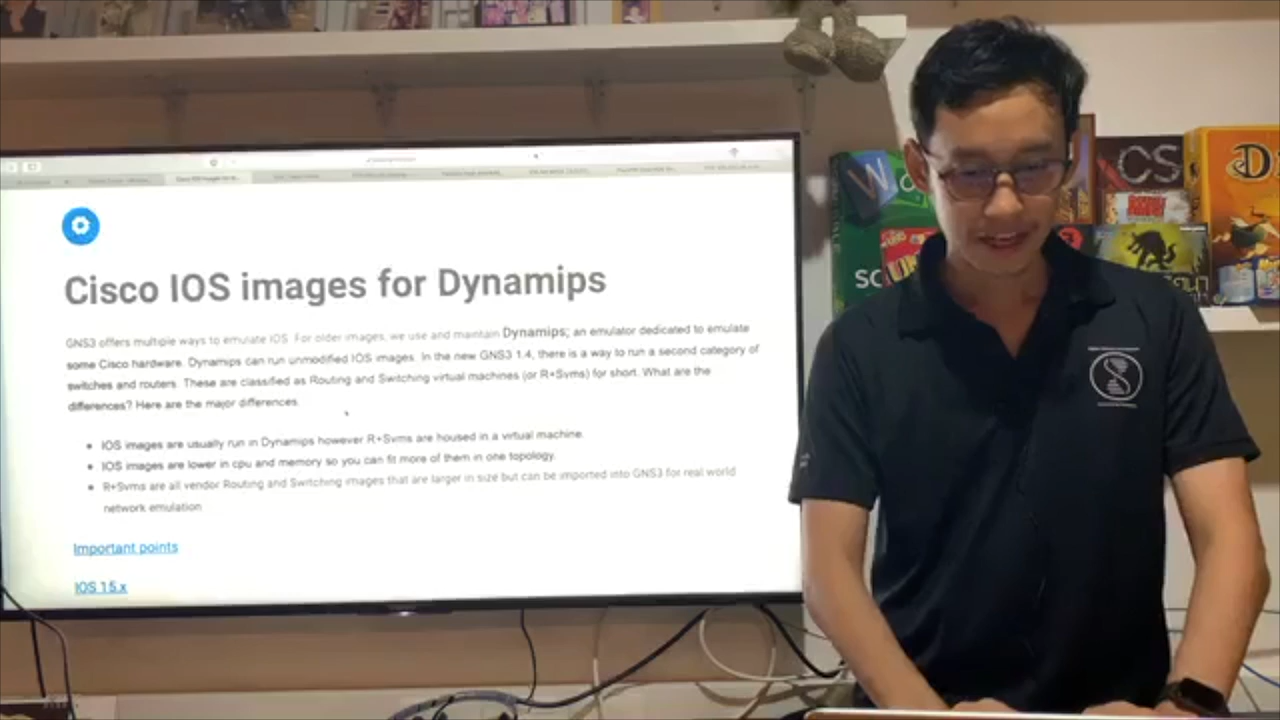 Cisco IOS images for Dynamips
GNS3 offers multiple ways to emulate IOS. For older images, we use and maintain Dynamips; an emulator dedicated to emulate
some Cisco hardware. Dynamips can run unmodified IOS images. In the new GNS3 1.4, there is a way to run a second category of
switches and routers. These are classified as Routing and Switching virtual machines (or R+Svms) for short. What are the
differences? Here are the major differences.
IOS images are usually run in Dynamips however R+Svms are housed in a virtual machine.
IOS images are lower in cpu and memory so you can fit more of them in one topology.
R+Svms are all vendor Routing and Switching images that are larger in size but can be imported into GNS3 for real world
network emulation
Important points
IOS 15.x
CS
D